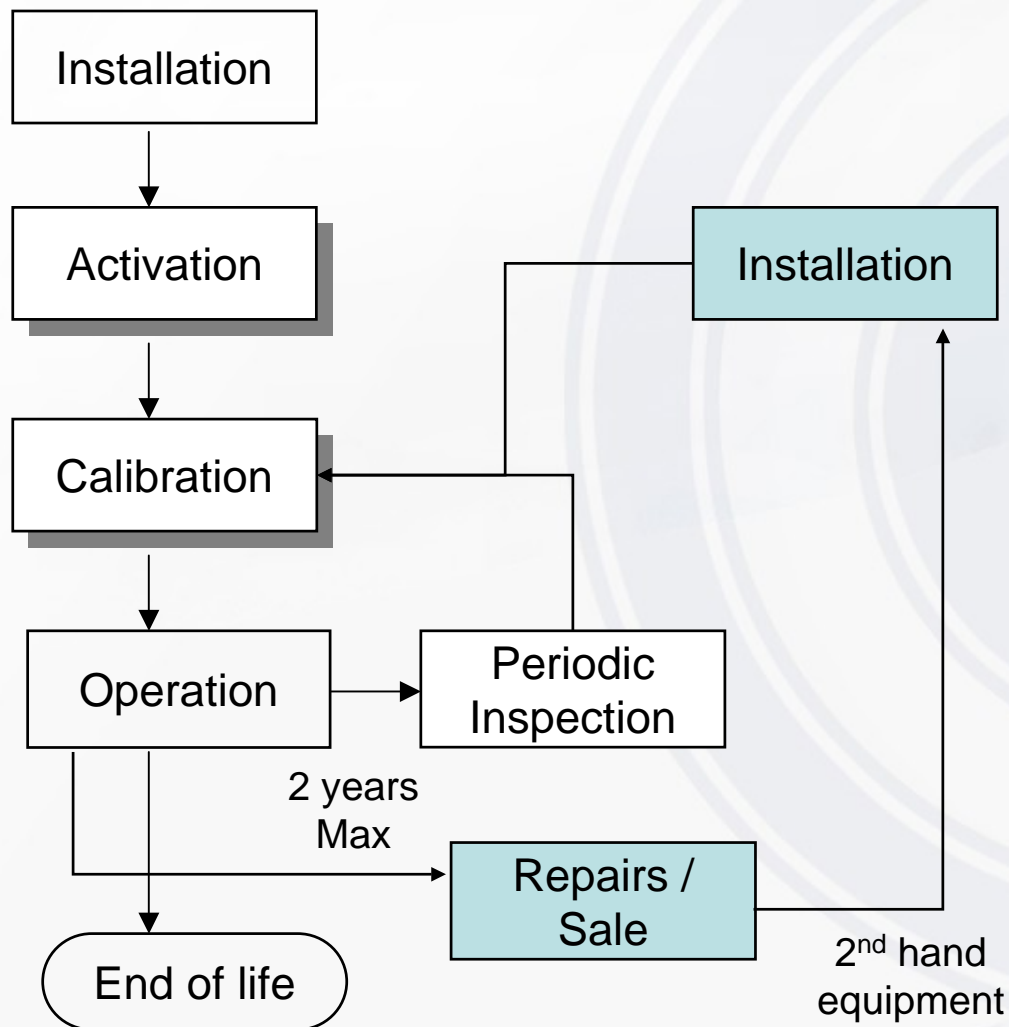 Installation
Activation
Installation
Calibration
Operation
Periodic
Inspection
2 years
Max
Repairs /
Sale
2nd hand
equipment
End of life